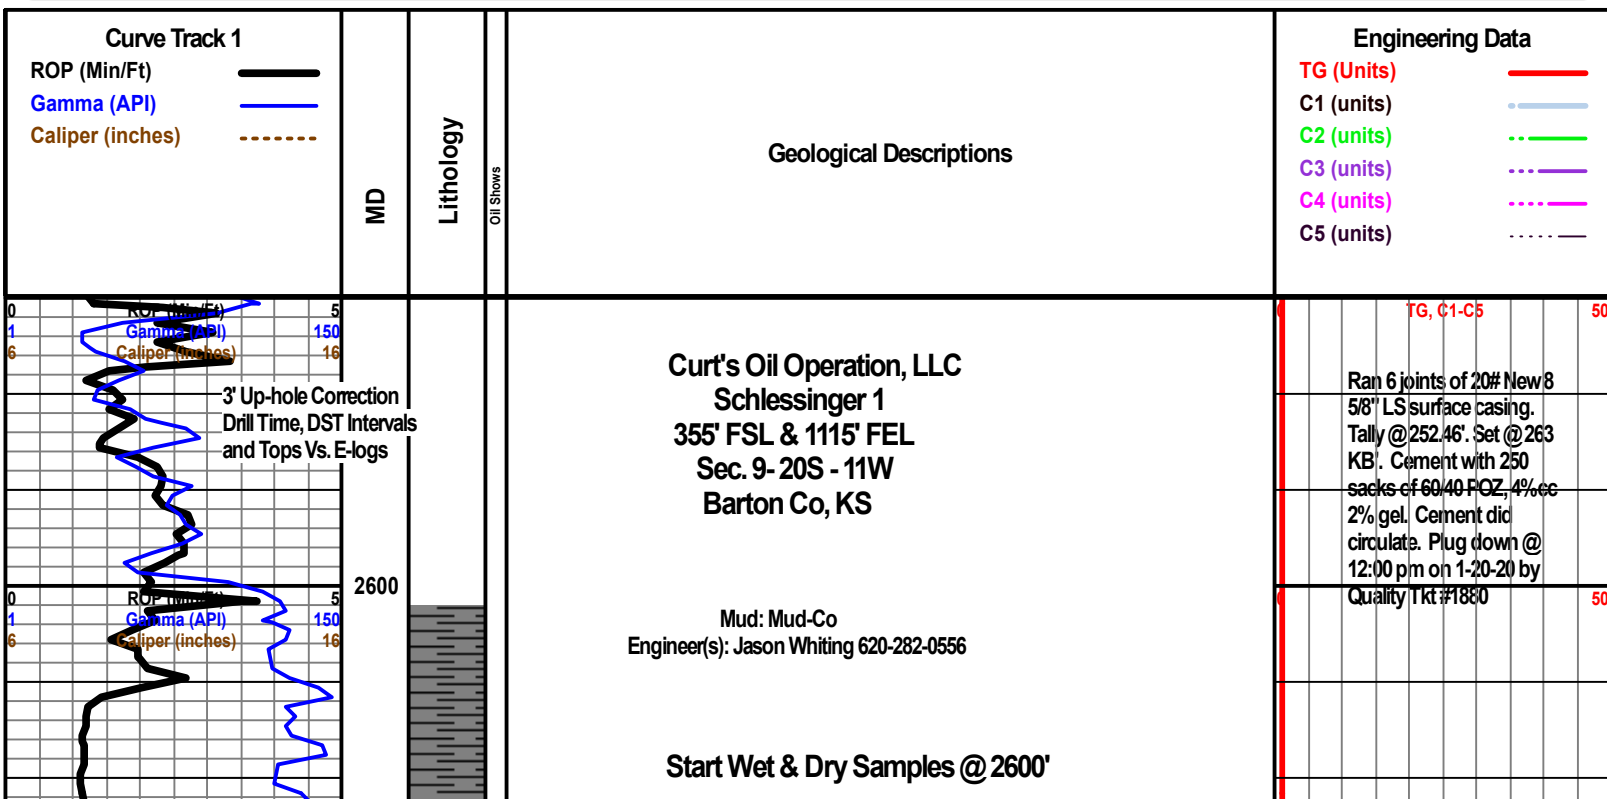 Curve Track 1
ROP (Min/Ft)
Gamma (API)
Caliper (inches)
MD
Lithology
Oil Shows
Geological Descriptions
Engineering Data
TG (Units)
C1 (units)
C2 (units)
C3 (units)
C4 (units)
C5 (units)
0 ROP (Min/Ft) 5
1 Gamma (API) 150
6 Caliper (inches) 16
3' Up-hole Correction
Drill Time, DST Intervals
and Tops Vs. E-logs
Curt's Oil Operation, LLC
Schlessinger 1
355' FSL & 1115' FEL
Sec. 9- 20S - 11W
Barton Co, KS
0 TG, C1-C5 50
Ran 6 joints of 20# New 8
5/8" LS surface casing.
Tally @ 252.46'. Set @ 263
KB'. Cement with 250
sacks of 60/40 POZ, 4%cc
2% gel. Cement did
circulate. Plug down @
12:00 pm on 1-20-20 by
Quality Tkt #1880
2600
0 ROP (Min/Ft) 5
1 Gamma (API) 150
6 Caliper (inches) 16
0 50
Mud: Mud-Co
Engineer(s): Jason Whiting 620-282-0556
Start Wet & Dry Samples @ 2600'